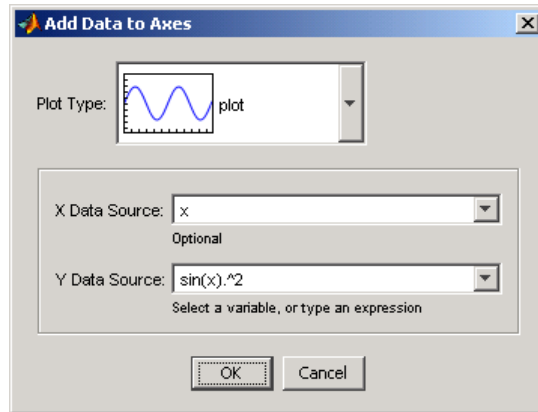 Add Data to Axes
Plot Type: plot
X Data Source: x
Optional
Y Data Source: sin(x).^2
Select a variable, or type an expression
OK Cancel